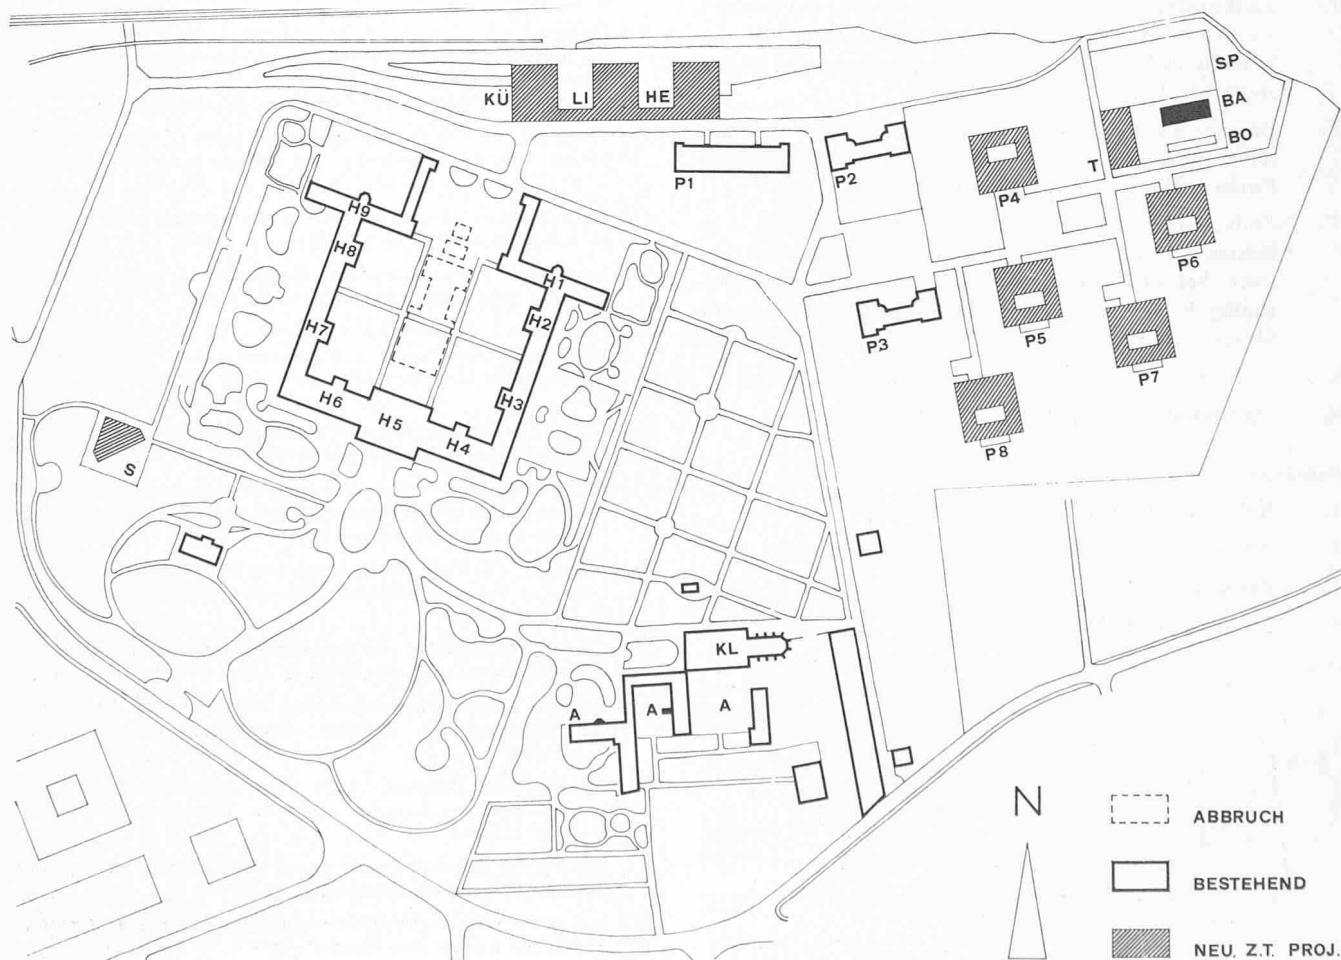 SP
KÜ LI HE
BA
BO
P1
P2
T
P4
H9
H8
H1
H2
P6
H7
P3
P5
P7
H6
H5
H3
H4
P8
S
KL
A
A
A
N
ABBRUCH
BESTEHEND
NEU, Z.T. PROJ.